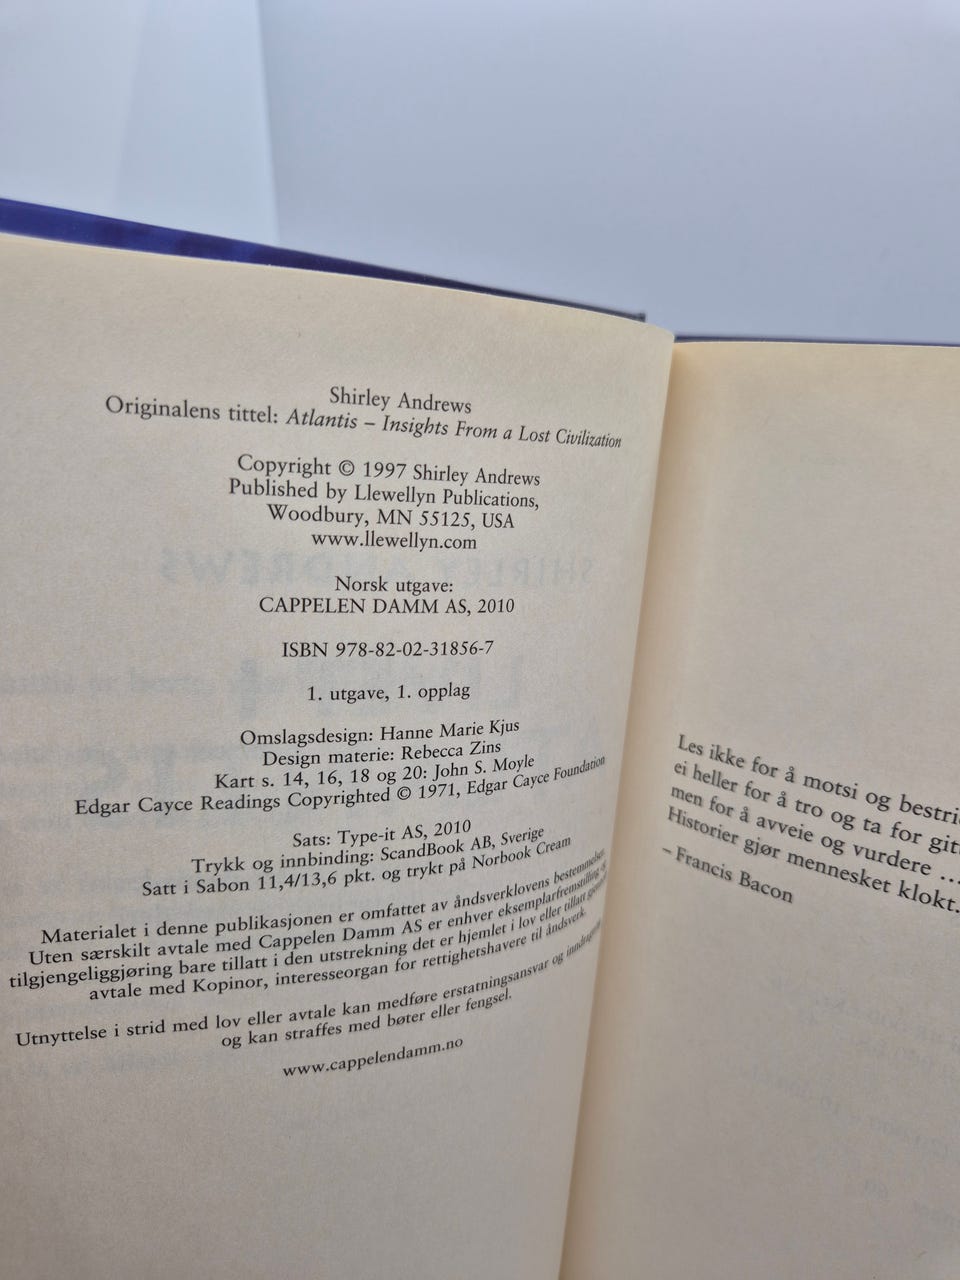 Shirley Andrews
Originalens tittel: Atlantis – Insights From a Lost Civilization
Copyright © 1997 Shirley Andrews
Published by Llewellyn Publications,
Woodbury, MN 55125, USA
www.llewellyn.com
Norsk utgave:
CAPPELEN DAMM AS, 2010
ISBN 978-82-02-31856-7
1. utgave, 1. opplag
Omslagsdesign: Hanne Marie Kjus
Design materie: Rebecca Zins
Kart s. 14, 16, 18 og 20: John S. Moyle
Edgar Cayce Readings Copyrighted © 1971, Edgar Cayce Foundation
Sats: Type-it AS, 2010
Trykk og innbinding: ScandBook AB, Sverige
Satt i Sabon 11,4/13,6 pkt. og trykt på Norbook Cream
Materialet i denne publikasjonen er omfattet av åndsverklovens bestemmelser.
Uten særskilt avtale med Cappelen Damm AS er enhver eksemplarfremstilling og
tilgjengeliggjøring bare tillatt i den utstrekning det er hjemlet i lov eller tillatt gjennom
avtale med Kopinor, interesseorgan for rettighetshavere til åndsverk.
Utnyttelse i strid med lov eller avtale kan medføre erstatningsansvar og inndragning
og kan straffes med bøter eller fengsel.
www.cappelendamm.no
Les ikke for å motsi og
ei heller for å tro og ta for
men for å avveie og vurdere ...
Historier gjør mennesket klokt.
– Francis Bacon